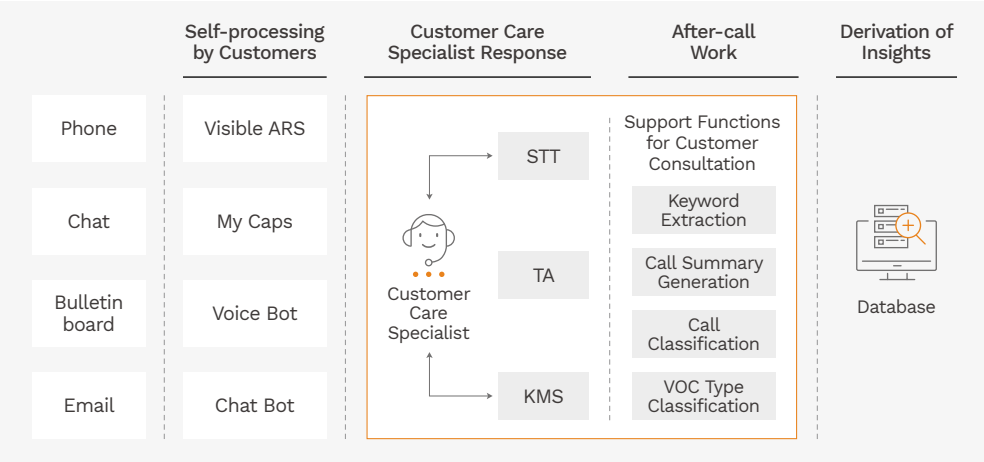 Self-processing
by Customers
Customer Care
Specialist Response
After-call
Work
Derivation of
Insights
Phone
Chat
Bulletin
board
Email
Visible ARS
My Caps
Voice Bot
Chat Bot
Customer
Care
Specialist
STT
TA
KMS
Support Functions
for Customer
Consultation
Keyword
Extraction
Call Summary
Generation
Call
Classification
VOC Type
Classification
Database